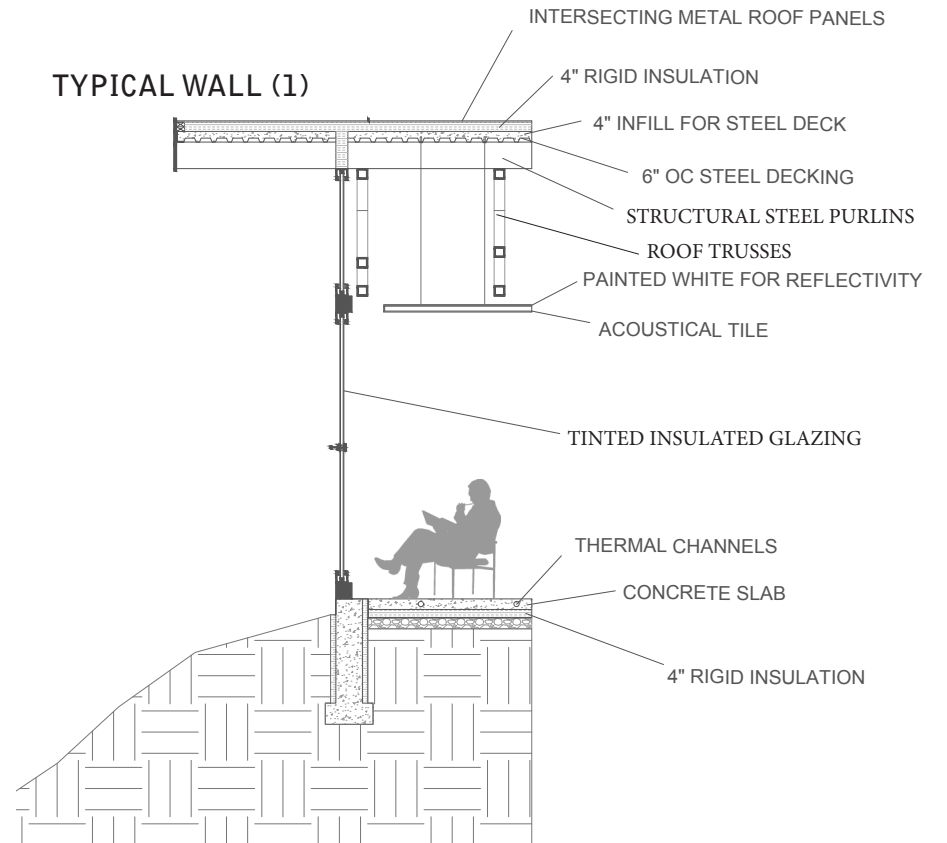 INTERSECTING METAL ROOF PANELS
TYPICAL WALL (1)
4" RIGID INSULATION
4" INFILL FOR STEEL DECK
6" OC STEEL DECKING
STRUCTURAL STEEL PURLINS
ROOF TRUSSES
PAINTED WHITE FOR REFLECTIVITY
ACOUSTICAL TILE
TINTED INSULATED GLAZING
THERMAL CHANNELS
CONCRETE SLAB
4" RIGID INSULATION